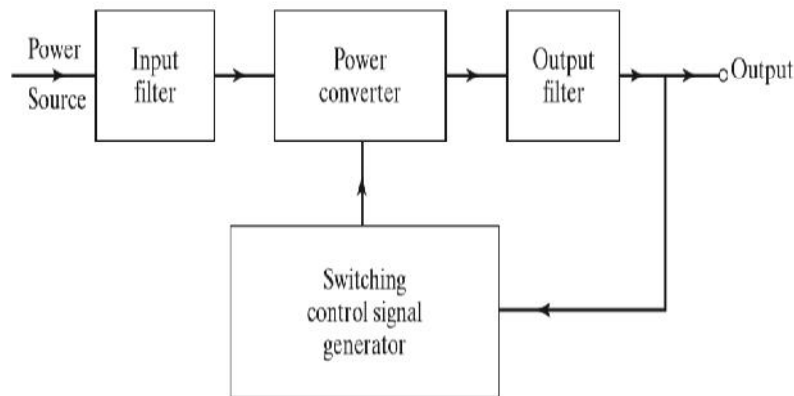 Power
Source
Input
filter
Power
converter
Output
filter
Output
Switching
control signal
generator